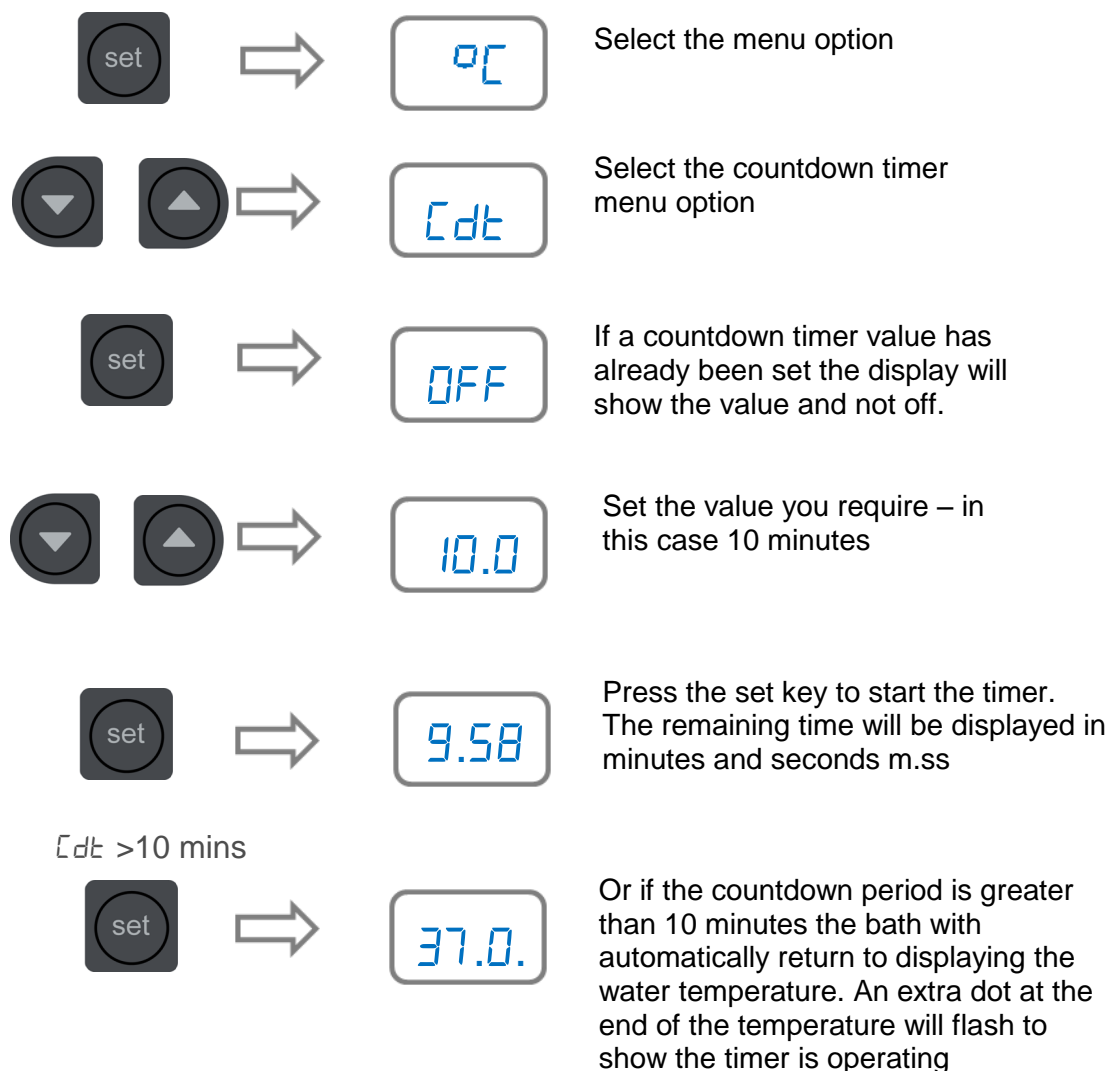 set
°C
Select the menu option
Cdt
Select the countdown timer
menu option
set
OFF
If a countdown timer value has
already been set the display will
show the value and not off.
10.0
Set the value you require – in
this case 10 minutes
set
9.58
Press the set key to start the timer.
The remaining time will be displayed in
minutes and seconds m.ss
Cdt >10 mins
set
37.0.
Or if the countdown period is greater
than 10 minutes the bath with
automatically return to displaying the
water temperature. An extra dot at the
end of the temperature will flash to
show the timer is operating